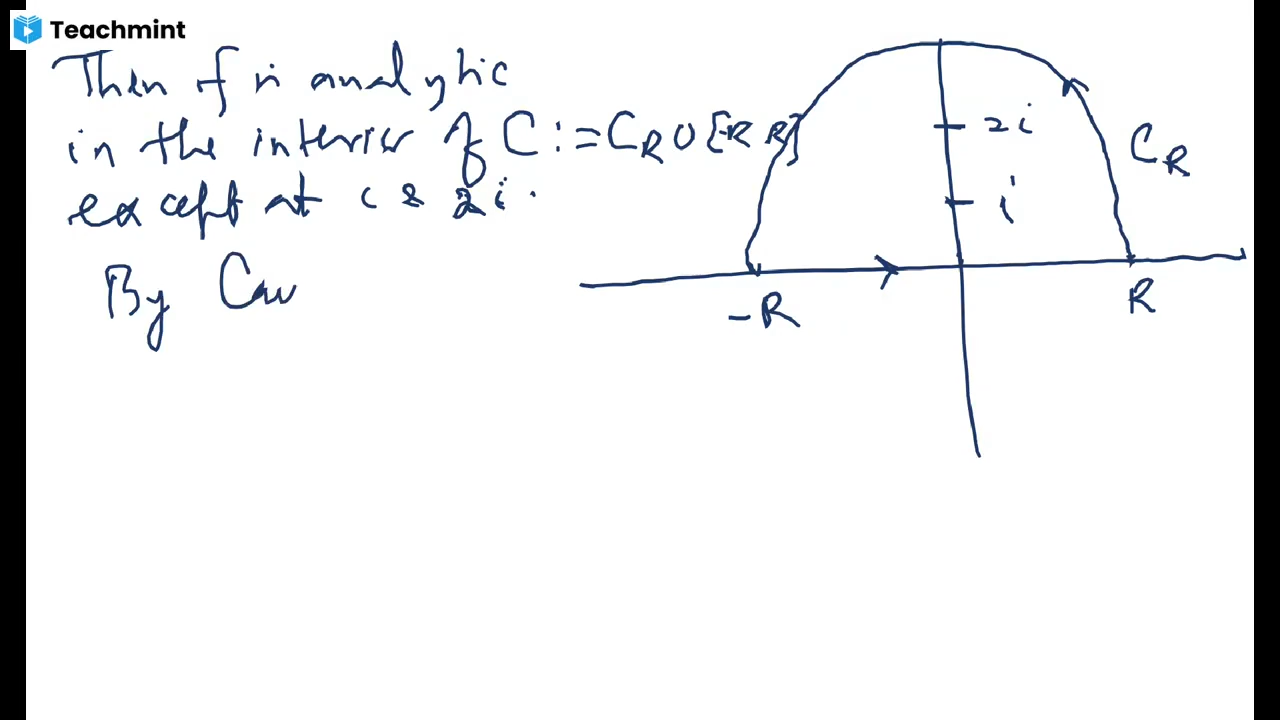 Teachmint
Then f is analytic
in the interior of C := C_R ∪ [-R R]
except at i & 2i.
By Cau
2i
i
C_R
-R
R